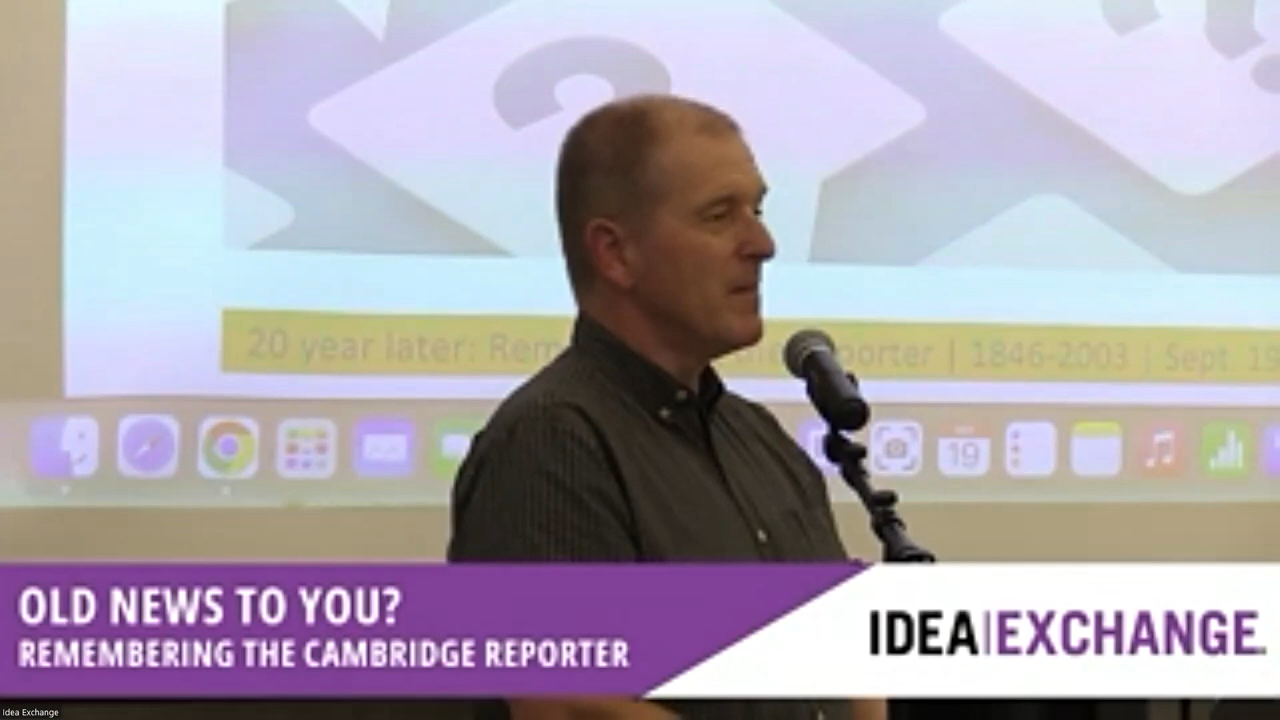 ?
20 year later: Rem porter | 1846-2003 | Sept. 19
19
OLD NEWS TO YOU?
REMEMBERING THE CAMBRIDGE REPORTER
IDEA|EXCHANGE.
Idea Exchange